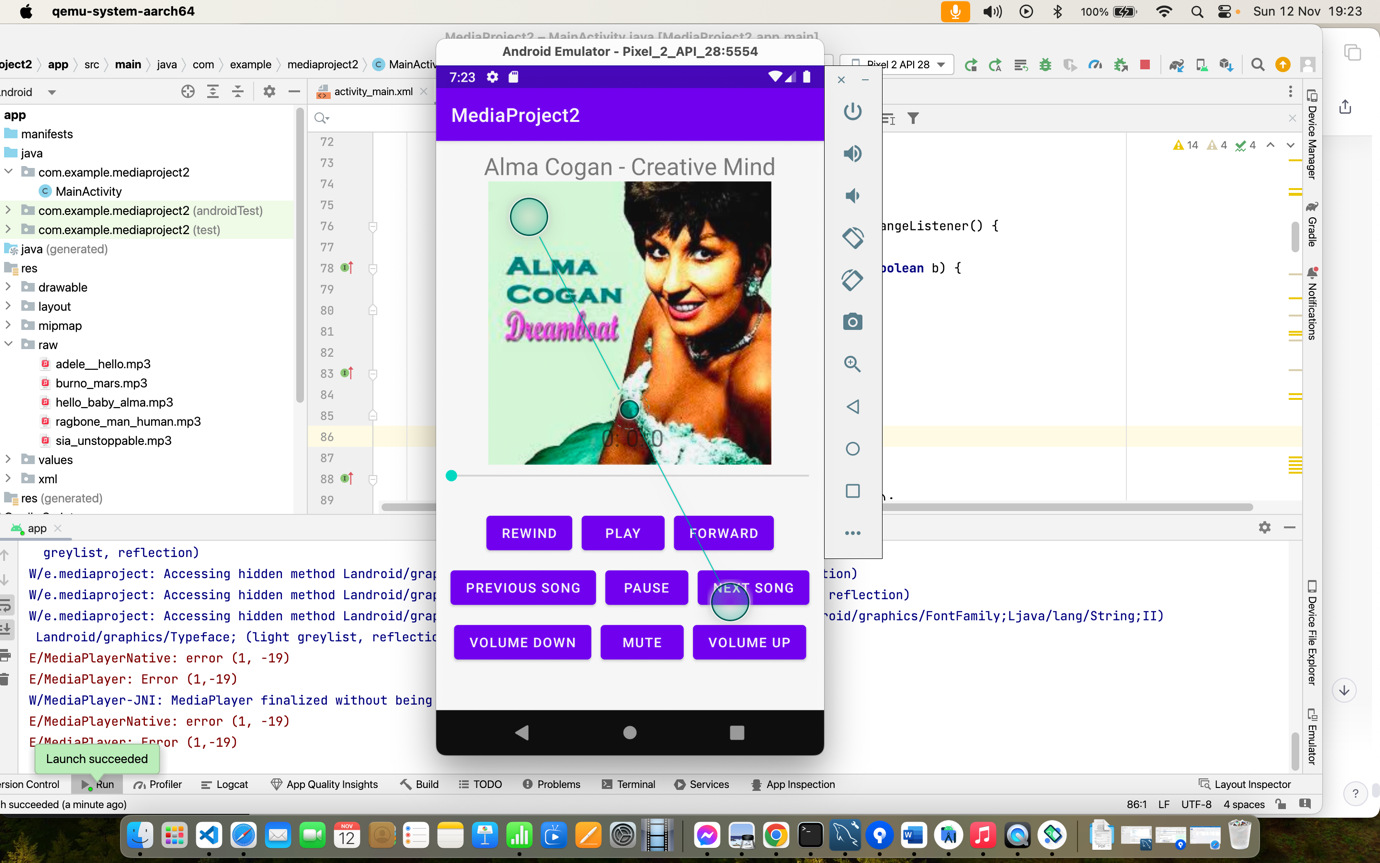 qemu-system-aarch64
100%
Sun 12 Nov 19:23
MediaProject2 – MainActivity.java [MediaProject2.app.main]
Android Emulator - Pixel_2_API_28:5554
oject2 〉 app 〉 src 〉 main 〉 java 〉 com 〉 example 〉 mediaproject2 〉 MainActiv
Pixel 2 API 28
ndroid
activity_main.xml
app
manifests
java
com.example.mediaproject2
MainActivity
com.example.mediaproject2 (androidTest)
com.example.mediaproject2 (test)
java (generated)
res
drawable
layout
mipmap
raw
adele__hello.mp3
burno_mars.mp3
hello_baby_alma.mp3
ragbone_man_human.mp3
sia_unstoppable.mp3
values
xml
res (generated)
72
73
74
75
76
77
78
79
80
81
82
83
84
85
86
87
88
89
angeListener() {
oolean b) {
14 4 4
7:23
MediaProject2
Alma Cogan - Creative Mind
ALMA
COGAN
Dreamboat
REWIND
PLAY
FORWARD
PREVIOUS SONG
PAUSE
NEXT SONG
VOLUME DOWN
MUTE
VOLUME UP
Device Manager
Gradle
Notifications
Device File Explorer
Emulator
app
greylist, reflection)
W/e.mediaproject: Accessing hidden method Landroid/grap
tion)
W/e.mediaproject: Accessing hidden method Landroid/grap
reflection)
W/e.mediaproject: Accessing hidden method Landroid/grap
roid/graphics/FontFamily;Ljava/lang/String;II)
Landroid/graphics/Typeface; (light greylist, reflectio
E/MediaPlayerNative: error (1, -19)
E/MediaPlayer: Error (1,-19)
W/MediaPlayer-JNI: MediaPlayer finalized without being
E/MediaPlayerNative: error (1, -19)
E/MediaPlayer: Error (1,-19)
Launch succeeded
ersion Control
Run
Profiler
Logcat
App Quality Insights
Build
TODO
Problems
Terminal
Services
App Inspection
Layout Inspector
h succeeded (a minute ago)
86:1 LF UTF-8 4 spaces
NOV
12